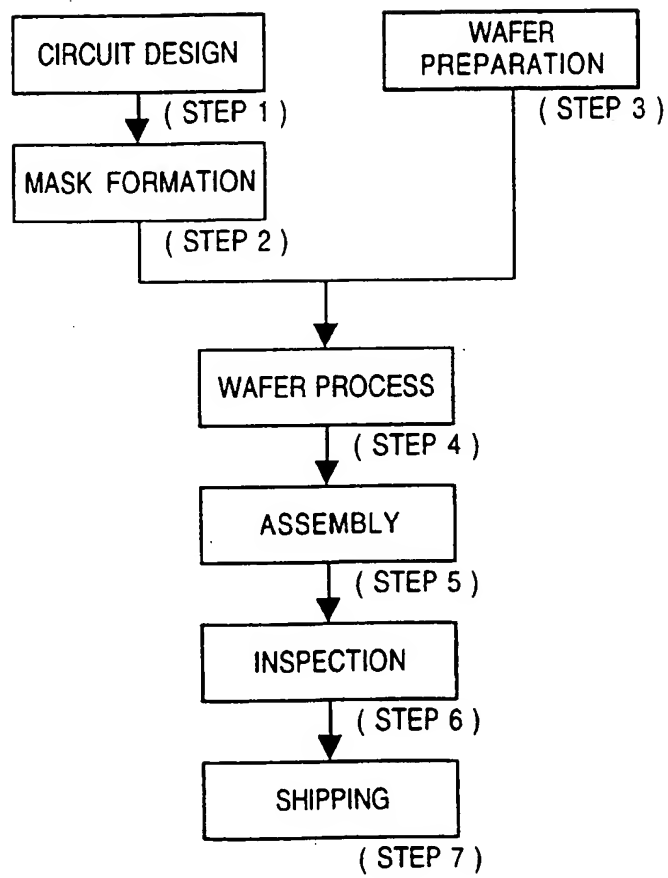 CIRCUIT DESIGN
( STEP 1 )
MASK FORMATION
( STEP 2 )
WAFER
PREPARATION
( STEP 3 )
WAFER PROCESS
( STEP 4 )
ASSEMBLY
( STEP 5 )
INSPECTION
( STEP 6 )
SHIPPING
( STEP 7 )